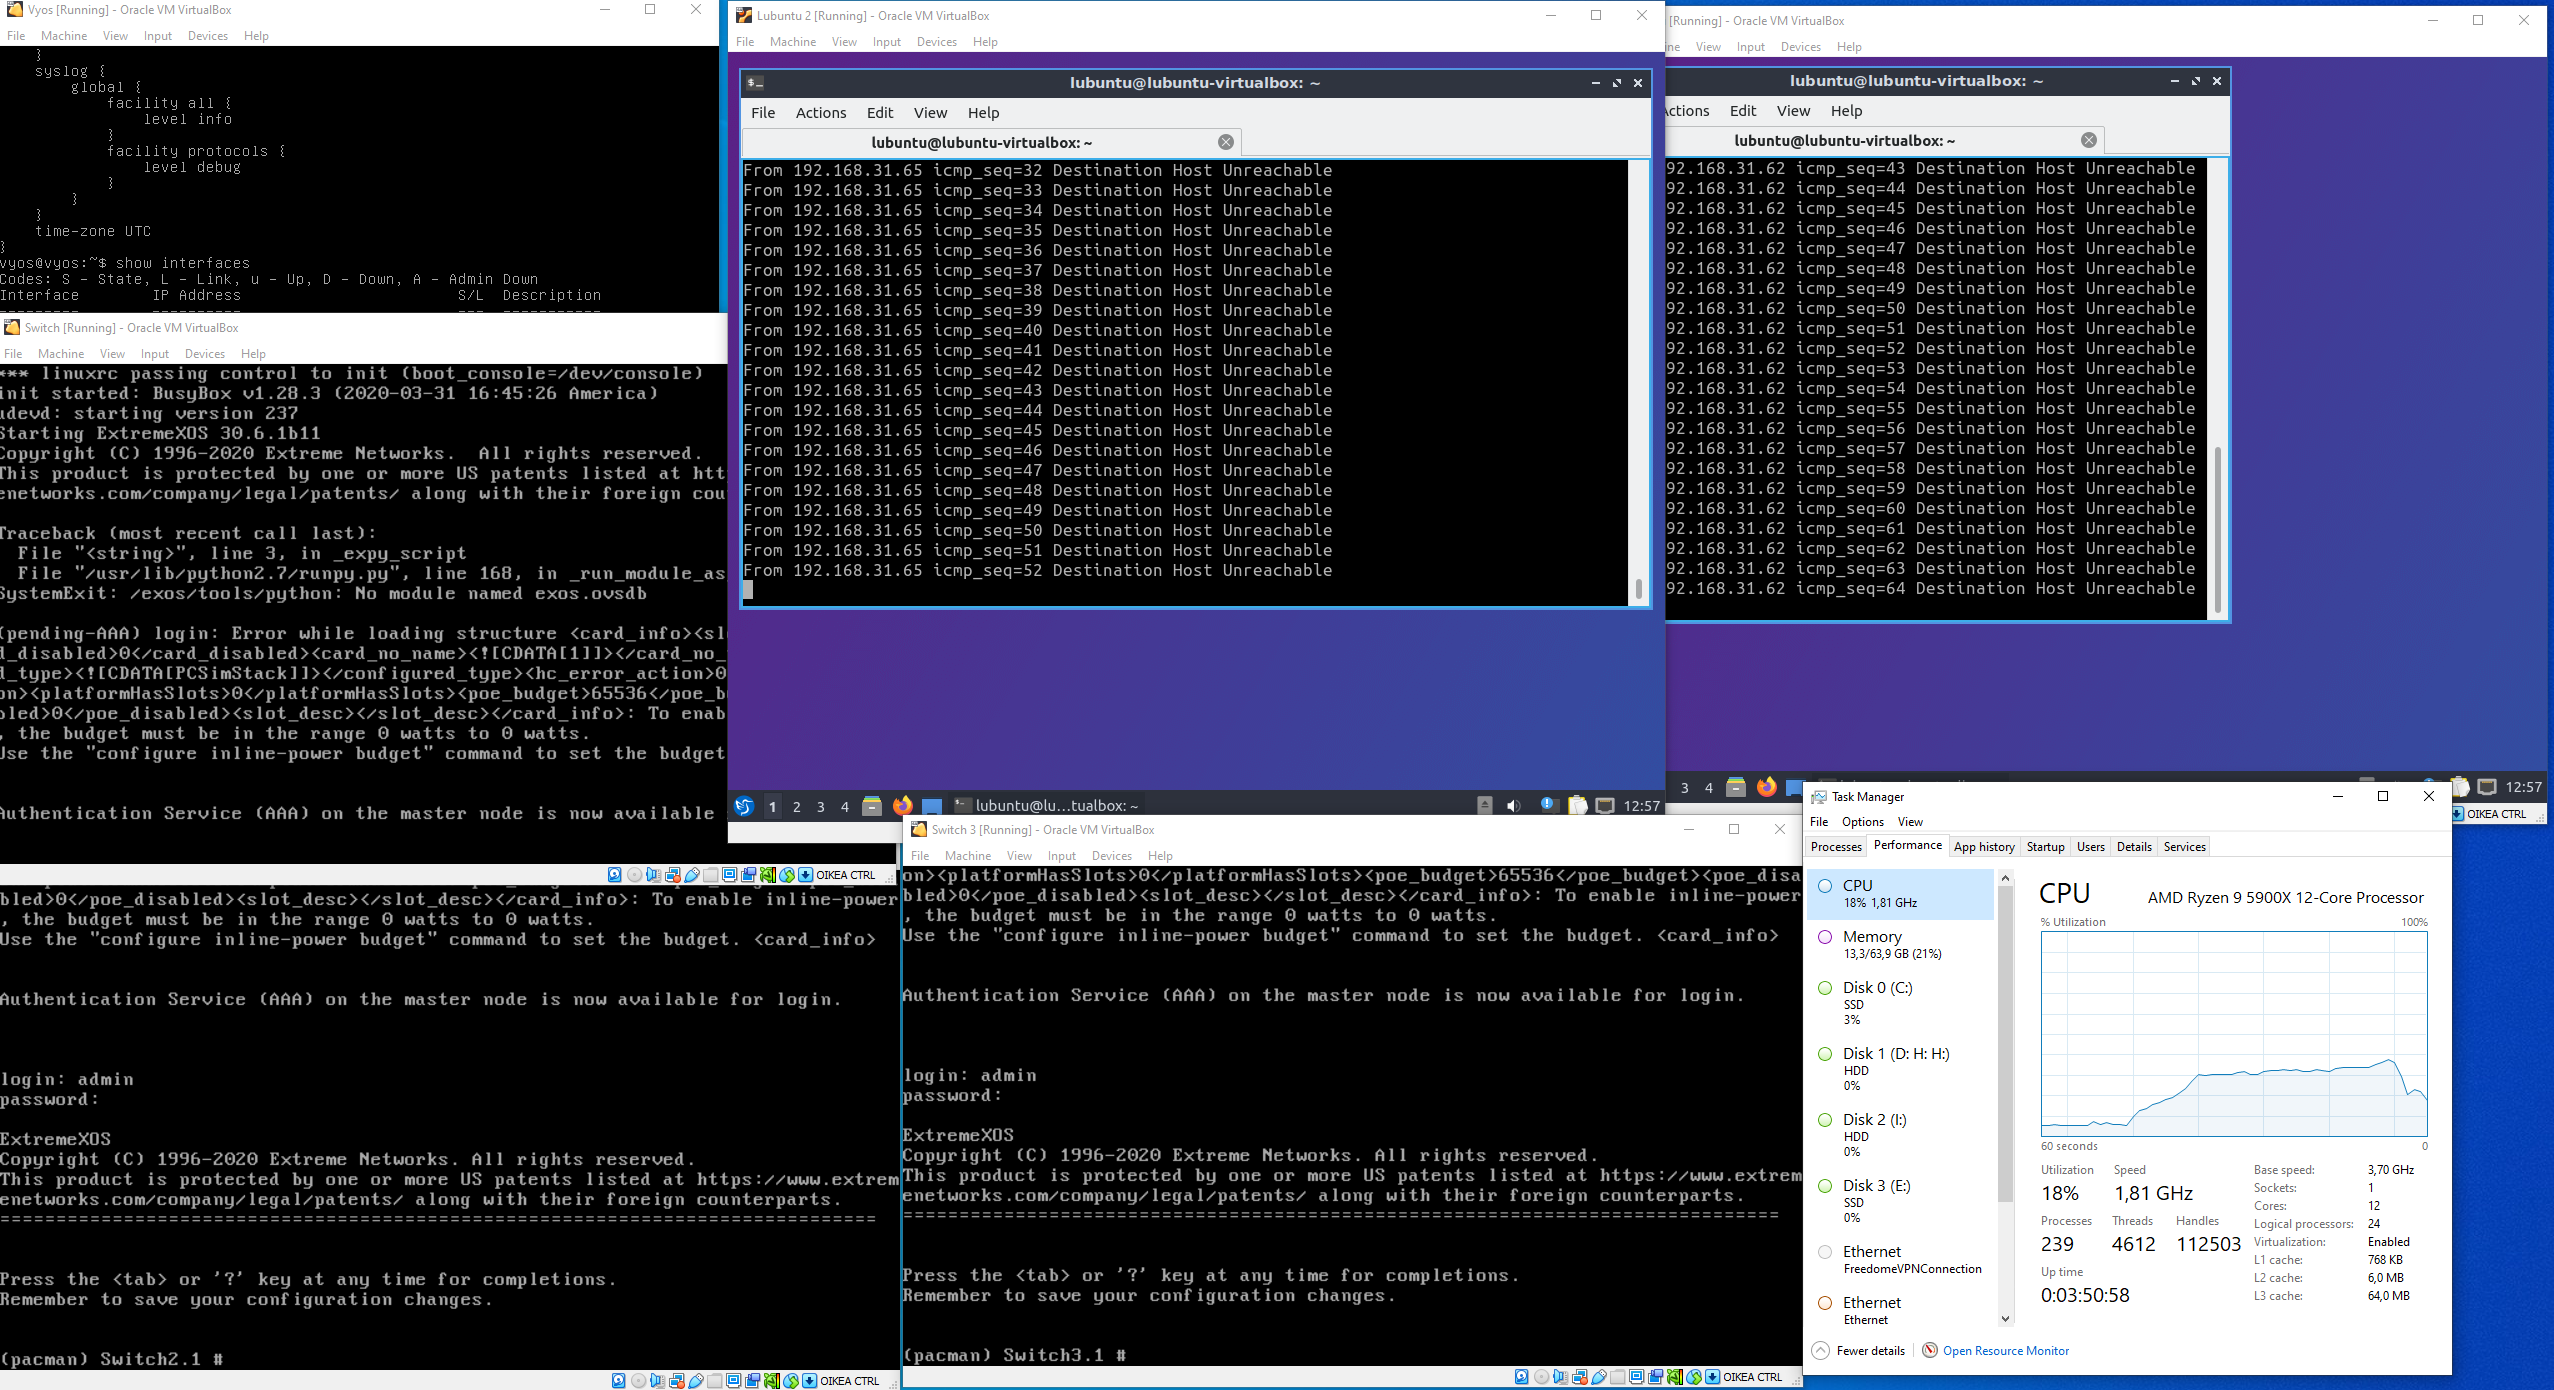 Vyos [Running] - Oracle VM VirtualBox
File Machine View Input Devices Help
}
syslog {
global {
facility all {
level info
}
facility protocols {
level debug
}
}
}
time-zone UTC
}
vyos@vyos:~$ show interfaces
Codes: S - State, L - Link, u - Up, D - Down, A - Admin Down
Interface IP Address S/L Description
--------- ---------- --- -----------
Switch [Running] - Oracle VM VirtualBox
File Machine View Input Devices Help
*** linuxrc passing control to init (boot_console=/dev/console)
init started: BusyBox v1.28.3 (2020-03-31 16:45:26 America)
udevd: starting version 237
Starting ExtremeXOS 30.6.1b11
Copyright (C) 1996-2020 Extreme Networks. All rights reserved.
This product is protected by one or more US patents listed at htt
enetworks.com/company/legal/patents/ along with their foreign cou
Traceback (most recent call last):
File "<string>", line 3, in _expy_script
File "/usr/lib/python2.7/runpy.py", line 168, in _run_module_as
SystemExit: /exos/tools/python: No module named exos.ovsdb
(pending-AAA) login: Error while loading structure <card_info><sl
d_disabled>0</card_disabled><card_no_name><![CDATA[1]]></card_no_
d_type><![CDATA[PCSimStack]]></configured_type><hc_error_action>0
on><platformHasSlots>0</platformHasSlots><poe_budget>65536</poe_b
bled>0</poe_disabled><slot_desc></slot_desc></card_info>: To enab
, the budget must be in the range 0 watts to 0 watts.
Use the "configure inline-power budget" command to set the budget
Authentication Service (AAA) on the master node is now available
OIKEA CTRL
bled>0</poe_disabled><slot_desc></slot_desc></card_info>: To enable inline-power
, the budget must be in the range 0 watts to 0 watts.
Use the "configure inline-power budget" command to set the budget. <card_info>
Authentication Service (AAA) on the master node is now available for login.
login: admin
password:
ExtremeXOS
Copyright (C) 1996-2020 Extreme Networks. All rights reserved.
This product is protected by one or more US patents listed at https://www.extrem
enetworks.com/company/legal/patents/ along with their foreign counterparts.
==============================================================================
Press the <tab> or '?' key at any time for completions.
Remember to save your configuration changes.
(pacman) Switch2.1 #
OIKEA CTRL
Lubuntu 2 [Running] - Oracle VM VirtualBox
File Machine View Input Devices Help
lubuntu@lubuntu-virtualbox: ~
File Actions Edit View Help
lubuntu@lubuntu-virtualbox: ~
From 192.168.31.65 icmp_seq=32 Destination Host Unreachable
From 192.168.31.65 icmp_seq=33 Destination Host Unreachable
From 192.168.31.65 icmp_seq=34 Destination Host Unreachable
From 192.168.31.65 icmp_seq=35 Destination Host Unreachable
From 192.168.31.65 icmp_seq=36 Destination Host Unreachable
From 192.168.31.65 icmp_seq=37 Destination Host Unreachable
From 192.168.31.65 icmp_seq=38 Destination Host Unreachable
From 192.168.31.65 icmp_seq=39 Destination Host Unreachable
From 192.168.31.65 icmp_seq=40 Destination Host Unreachable
From 192.168.31.65 icmp_seq=41 Destination Host Unreachable
From 192.168.31.65 icmp_seq=42 Destination Host Unreachable
From 192.168.31.65 icmp_seq=43 Destination Host Unreachable
From 192.168.31.65 icmp_seq=44 Destination Host Unreachable
From 192.168.31.65 icmp_seq=45 Destination Host Unreachable
From 192.168.31.65 icmp_seq=46 Destination Host Unreachable
From 192.168.31.65 icmp_seq=47 Destination Host Unreachable
From 192.168.31.65 icmp_seq=48 Destination Host Unreachable
From 192.168.31.65 icmp_seq=49 Destination Host Unreachable
From 192.168.31.65 icmp_seq=50 Destination Host Unreachable
From 192.168.31.65 icmp_seq=51 Destination Host Unreachable
From 192.168.31.65 icmp_seq=52 Destination Host Unreachable
1 2 3 4 lubuntu@lu...tualbox: ~ 12:57
[Running] - Oracle VM VirtualBox
ne View Input Devices Help
lubuntu@lubuntu-virtualbox: ~
Actions Edit View Help
lubuntu@lubuntu-virtualbox: ~
92.168.31.62 icmp_seq=43 Destination Host Unreachable
92.168.31.62 icmp_seq=44 Destination Host Unreachable
92.168.31.62 icmp_seq=45 Destination Host Unreachable
92.168.31.62 icmp_seq=46 Destination Host Unreachable
92.168.31.62 icmp_seq=47 Destination Host Unreachable
92.168.31.62 icmp_seq=48 Destination Host Unreachable
92.168.31.62 icmp_seq=49 Destination Host Unreachable
92.168.31.62 icmp_seq=50 Destination Host Unreachable
92.168.31.62 icmp_seq=51 Destination Host Unreachable
92.168.31.62 icmp_seq=52 Destination Host Unreachable
92.168.31.62 icmp_seq=53 Destination Host Unreachable
92.168.31.62 icmp_seq=54 Destination Host Unreachable
92.168.31.62 icmp_seq=55 Destination Host Unreachable
92.168.31.62 icmp_seq=56 Destination Host Unreachable
92.168.31.62 icmp_seq=57 Destination Host Unreachable
92.168.31.62 icmp_seq=58 Destination Host Unreachable
92.168.31.62 icmp_seq=59 Destination Host Unreachable
92.168.31.62 icmp_seq=60 Destination Host Unreachable
92.168.31.62 icmp_seq=61 Destination Host Unreachable
92.168.31.62 icmp_seq=62 Destination Host Unreachable
92.168.31.62 icmp_seq=63 Destination Host Unreachable
92.168.31.62 icmp_seq=64 Destination Host Unreachable
3 4 12:57
OIKEA CTRL
Switch 3 [Running] - Oracle VM VirtualBox
File Machine View Input Devices Help
on><platformHasSlots>0</platformHasSlots><poe_budget>65536</poe_budget><poe_disa
bled>0</poe_disabled><slot_desc></slot_desc></card_info>: To enable inline-power
, the budget must be in the range 0 watts to 0 watts.
Use the "configure inline-power budget" command to set the budget. <card_info>
Authentication Service (AAA) on the master node is now available for login.
login: admin
password:
ExtremeXOS
Copyright (C) 1996-2020 Extreme Networks. All rights reserved.
This product is protected by one or more US patents listed at https://www.extrem
enetworks.com/company/legal/patents/ along with their foreign counterparts.
==============================================================================
Press the <tab> or '?' key at any time for completions.
Remember to save your configuration changes.
(pacman) Switch3.1 #
OIKEA CTRL
Task Manager
File Options View
Processes Performance App history Startup Users Details Services
CPU
18% 1,81 GHz
Memory
13,3/63,9 GB (21%)
Disk 0 (C:)
SSD
3%
Disk 1 (D: H: H:)
HDD
0%
Disk 2 (I:)
HDD
0%
Disk 3 (E:)
SSD
0%
Ethernet
FreedomeVPNConnection
Ethernet
Ethernet
CPU AMD Ryzen 9 5900X 12-Core Processor
% Utilization 100%
60 seconds 0
Utilization Speed
18% 1,81 GHz
Processes Threads Handles
239 4612 112503
Up time
0:03:50:58
Base speed: 3,70 GHz
Sockets: 1
Cores: 12
Logical processors: 24
Virtualization: Enabled
L1 cache: 768 KB
L2 cache: 6,0 MB
L3 cache: 64,0 MB
Fewer details Open Resource Monitor